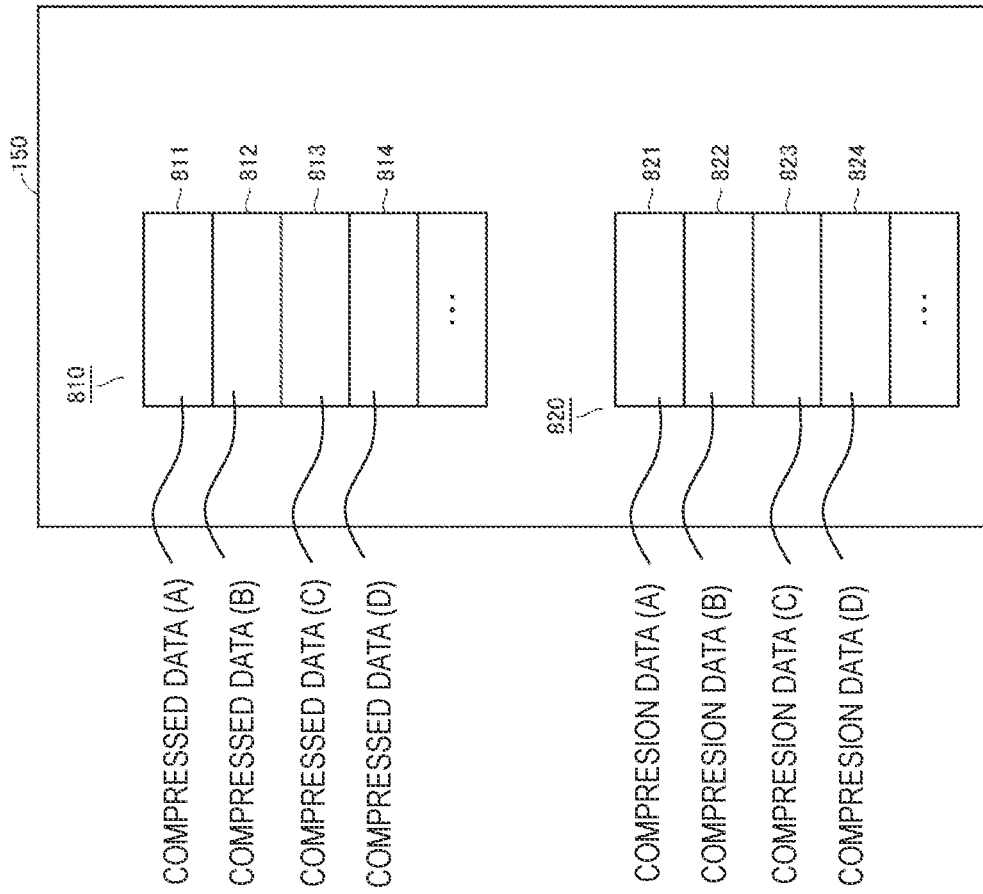 150
810
COMPRESSED DATA (A)
811
COMPRESSED DATA (B)
812
COMPRESSED DATA (C)
813
COMPRESSED DATA (D)
814
...
820
COMPRESION DATA (A)
821
COMPRESION DATA (B)
822
COMPRESION DATA (C)
823
COMPRESION DATA (D)
824
...